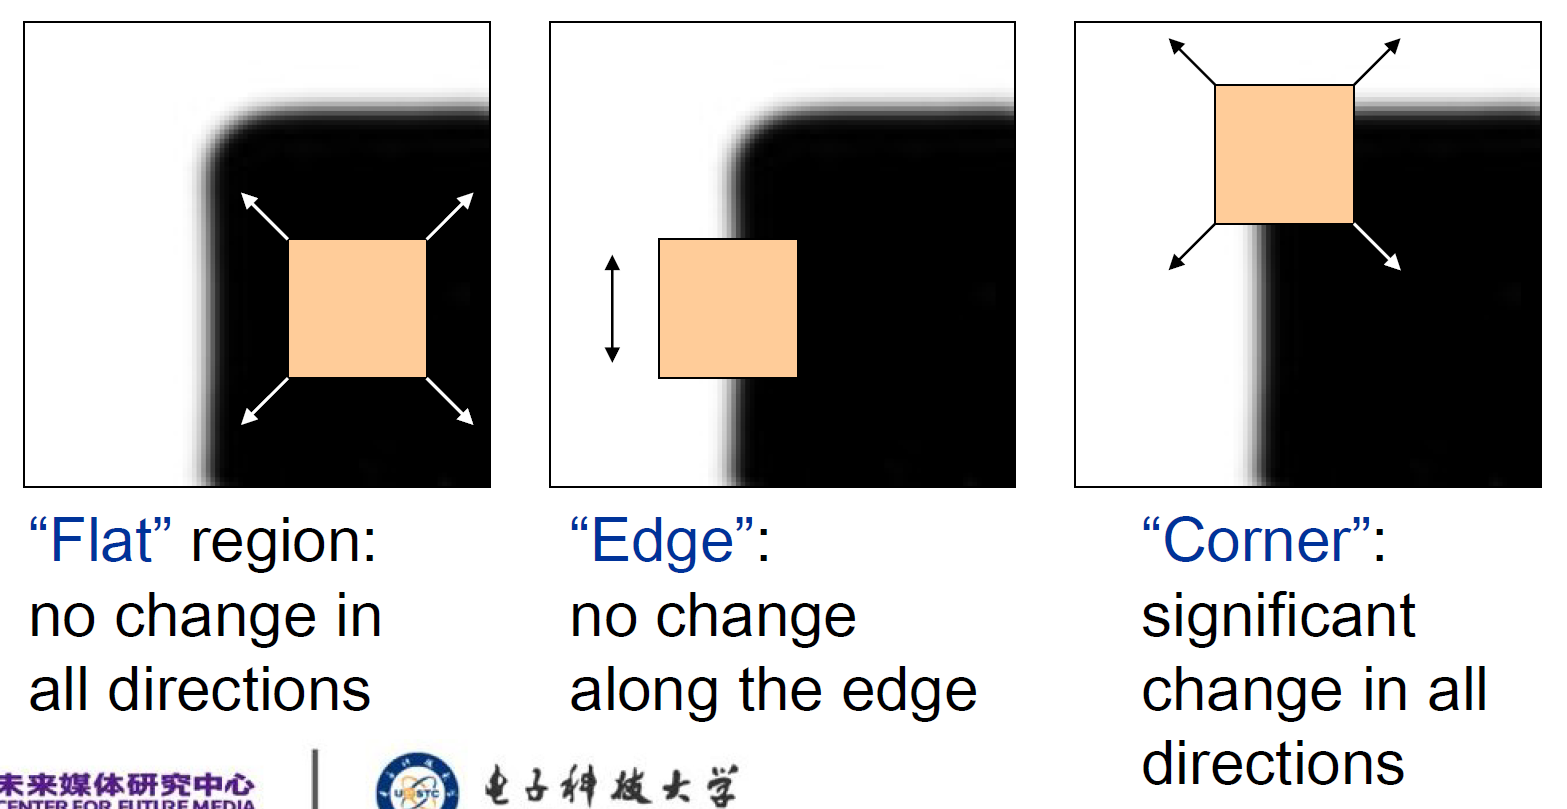 “Flat” region:
no change in
all directions
“Edge”:
no change
along the edge
“Corner”:
significant
change in all
directions
未来媒体研究中心
CENTER FOR FUTURE MEDIA
电子科技大学